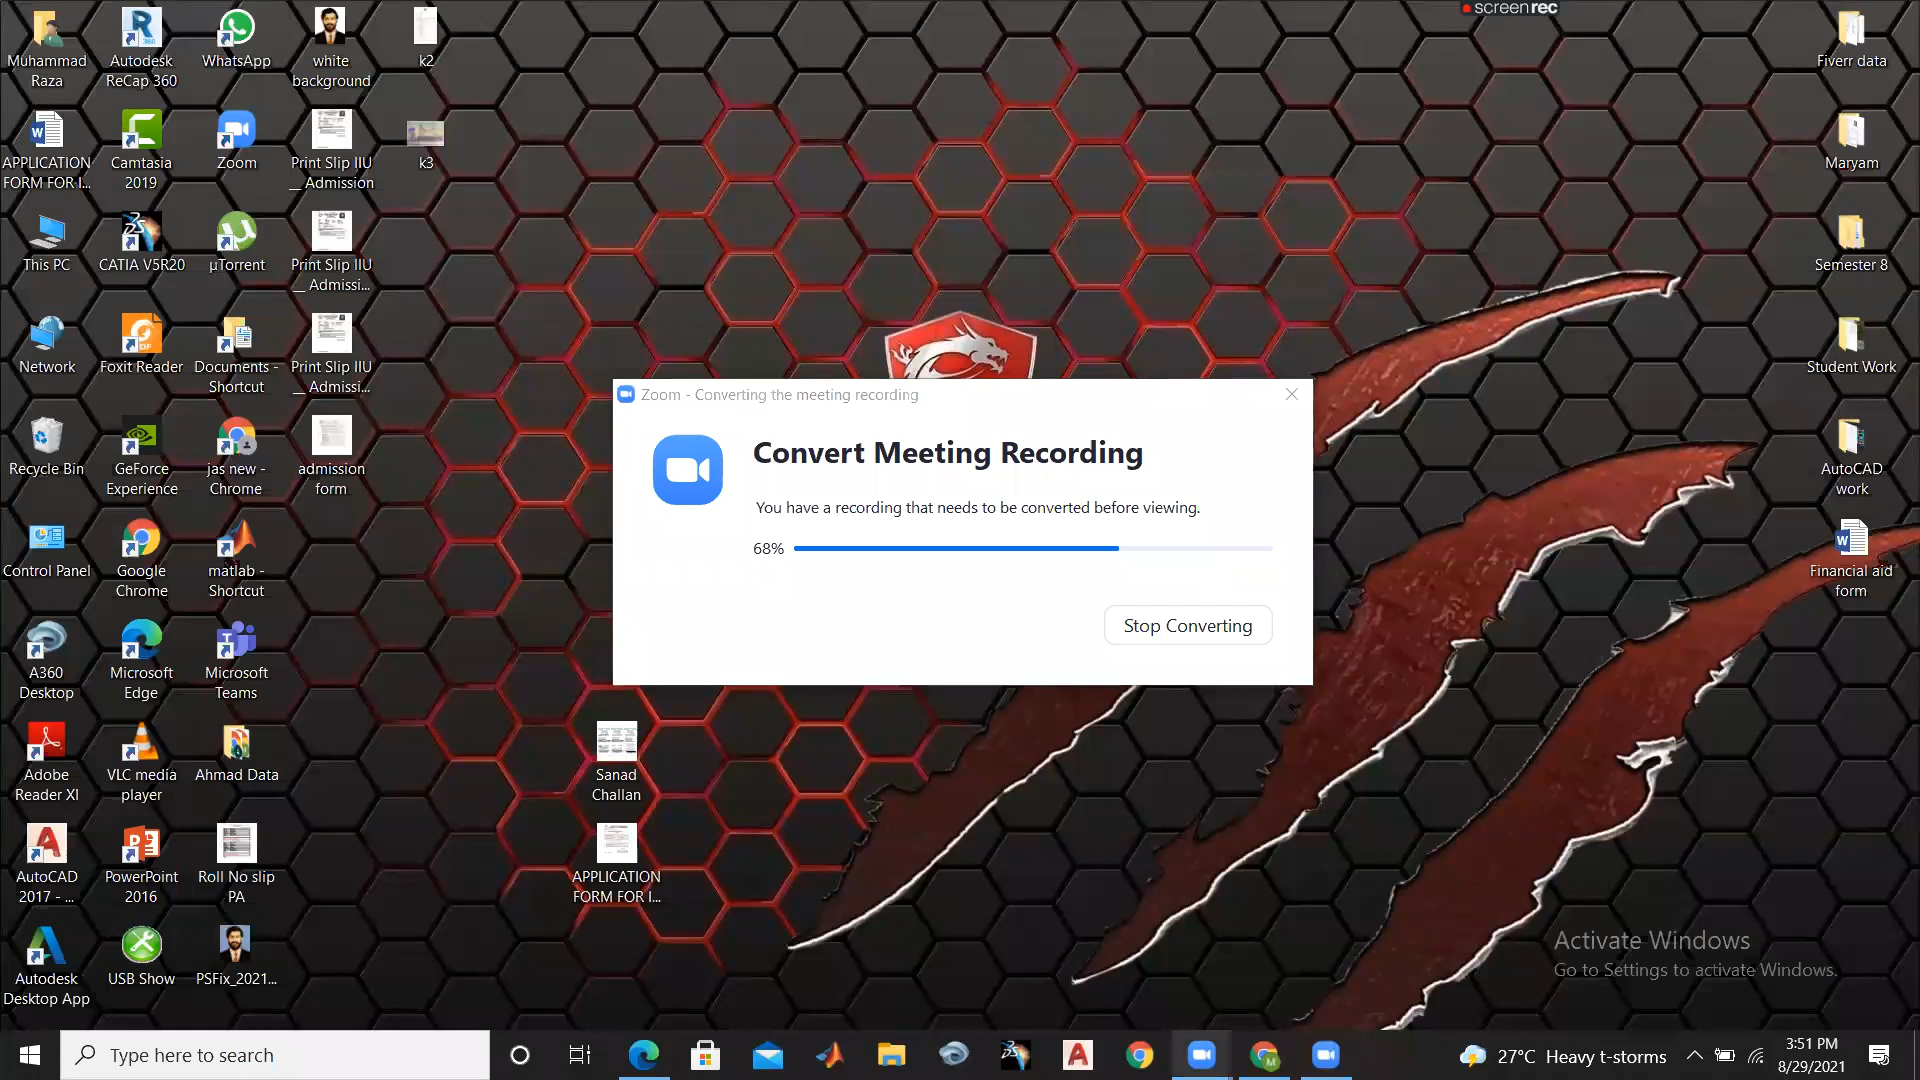 screen rec
Muhammad
Raza
Autodesk
ReCap 360
WhatsApp
white
background
k2
Fiverr data
APPLICATION
FORM FOR I...
Camtasia
2019
Zoom
Print Slip IIU
__ Admission
k3
Maryam
This PC
CATIA V5R20
µTorrent
Print Slip IIU
__ Admissi...
Semester 8
Network
Foxit Reader
Documents -
Shortcut
Print Slip IIU
__ Admissi...
Student Work
Zoom - Converting the meeting recording
Convert Meeting Recording
You have a recording that needs to be converted before viewing.
68%
Stop Converting
Recycle Bin
GeForce
Experience
jas new -
Chrome
admission
form
AutoCAD
work
Control Panel
Google
Chrome
matlab -
Shortcut
Financial aid
form
A360
Desktop
Microsoft
Edge
Microsoft
Teams
Adobe
Reader XI
VLC media
player
Ahmad Data
Sanad
Challan
AutoCAD
2017 - ...
PowerPoint
2016
Roll No slip
PA
APPLICATION
FORM FOR I...
Autodesk
Desktop App
USB Show
PSFix_2021...
Activate Windows
Go to Settings to activate Windows.
Type here to search
27°C Heavy t-storms
3:51 PM
8/29/2021